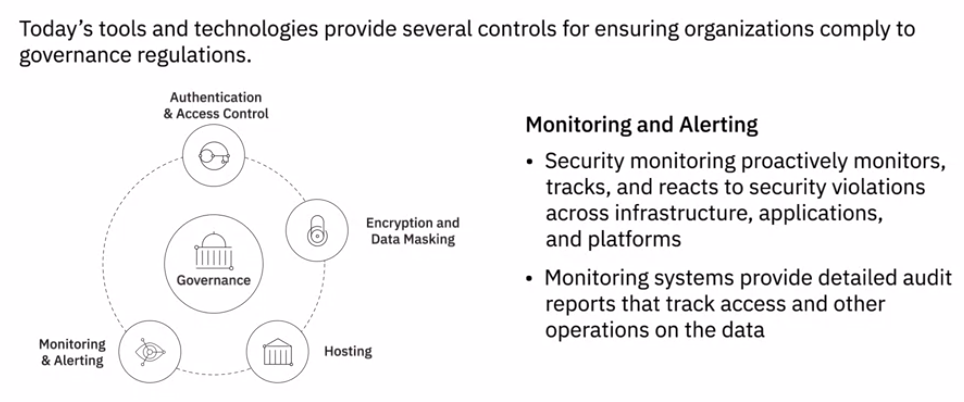 Today's tools and technologies provide several controls for ensuring organizations comply to
governance regulations.
Authentication
& Access Control
Encryption and
Data Masking
Governance
Monitoring
& Alerting
Hosting
Monitoring and Alerting
• Security monitoring proactively monitors,
tracks, and reacts to security violations
across infrastructure, applications,
and platforms
• Monitoring systems provide detailed audit
reports that track access and other
operations on the data